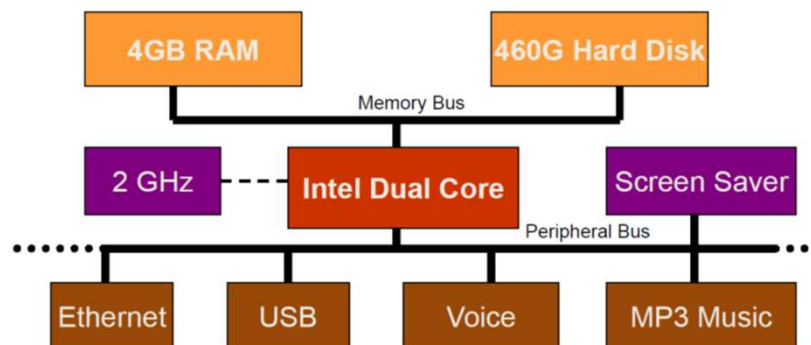 4GB RAM
460G Hard Disk
Memory Bus
2 GHz
Intel Dual Core
Screen Saver
Peripheral Bus
Ethernet
USB
Voice
MP3 Music